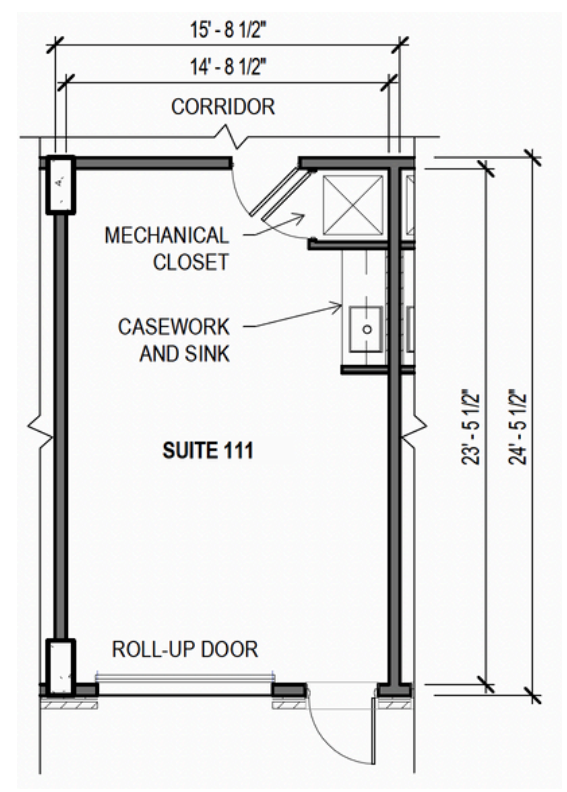 15' - 8 1/2"
14' - 8 1/2"
CORRIDOR
MECHANICAL
CLOSET
CASEWORK
AND SINK
SUITE 111
23' - 5 1/2"
24' - 5 1/2"
ROLL-UP DOOR